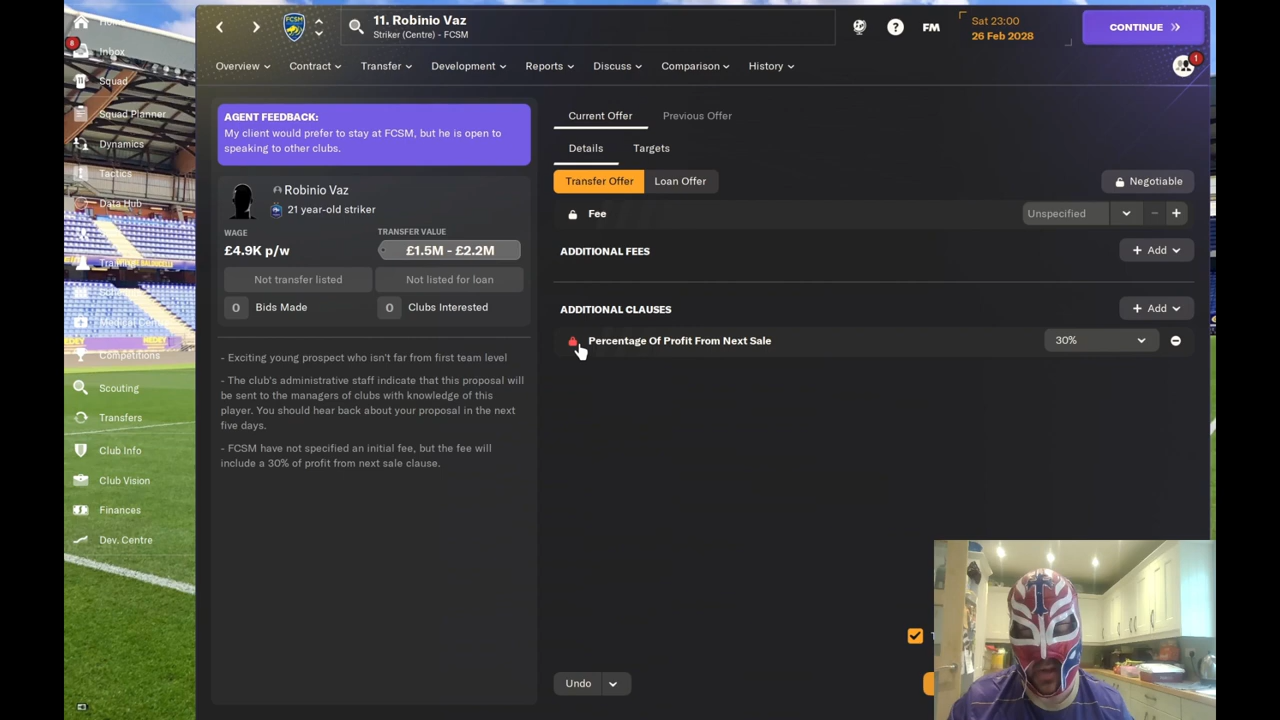 11. Robinio Vaz
Striker (Centre) - FCSM
FCSM
FM
Sat 23:00
26 Feb 2028
CONTINUE
1
Overview
Contract
Transfer
Development
Reports
Discuss
Comparison
History
8
Inbox
Squad
Squad Planner
Dynamics
Tactics
Data Hub
Competitions
Scouting
Transfers
Club Info
Club Vision
Finances
Dev. Centre
AGENT FEEDBACK:
My client would prefer to stay at FCSM, but he is open to
speaking to other clubs.
Robinio Vaz
21 year-old striker
WAGE
TRANSFER VALUE
£4.9K p/w
£1.5M - £2.2M
Not transfer listed
Not listed for loan
0 Bids Made
0 Clubs Interested
- Exciting young prospect who isn't far from first team level
- The club's administrative staff indicate that this proposal will
be sent to the managers of clubs with knowledge of this
player. You should hear back about your proposal in the next
five days.
- FCSM have not specified an initial fee, but the fee will
include a 30% of profit from next sale clause.
Current Offer
Previous Offer
Details
Targets
Transfer Offer
Loan Offer
Negotiable
Fee
Unspecified
ADDITIONAL FEES
+ Add
ADDITIONAL CLAUSES
+ Add
Percentage Of Profit From Next Sale
30%
Undo